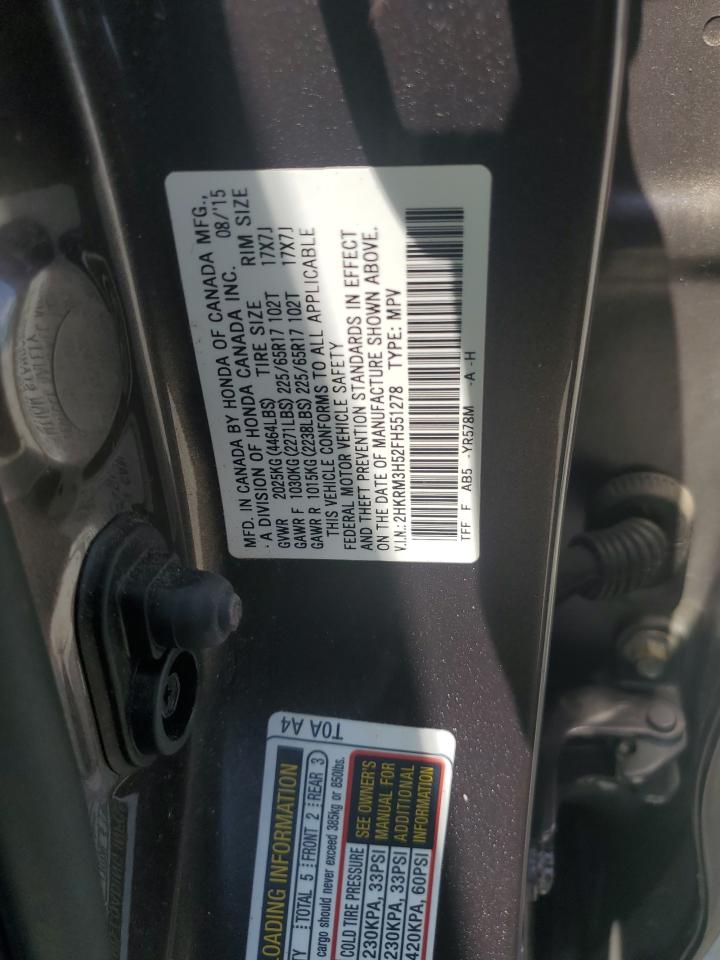 MFD. IN CANADA BY HONDA OF CANADA MFG.,
- A DIVISION OF HONDA CANADA INC. 08/'15
TIRE SIZE RIM SIZE
GVWR 2025KG(4464LBS)
GAWR F 1030KG(2271LBS) 225/65R17 102T 17X7J
GAWR R 1015KG(2238LBS) 225/65R17 102T 17X7J
THIS VEHICLE CONFORMS TO ALL APPLICABLE
FEDERAL MOTOR VEHICLE SAFETY
AND THEFT PREVENTION STANDARDS IN EFFECT
ON THE DATE OF MANUFACTURE SHOWN ABOVE.
V.I.N.:2HKRM3H52FH551278 TYPE: MPV
TFF F AB5 -YR578M -A -H
T0A A4
OADING INFORMATION
TOTAL 5 FRONT 2 REAR 3
cargo should never exceed 385kg or 850lbs.
COLD TIRE PRESSURE
230KPA, 33PSI
230KPA, 33PSI
420KPA, 60PSI
SEE OWNER'S
MANUAL FOR
ADDITIONAL
INFORMATION